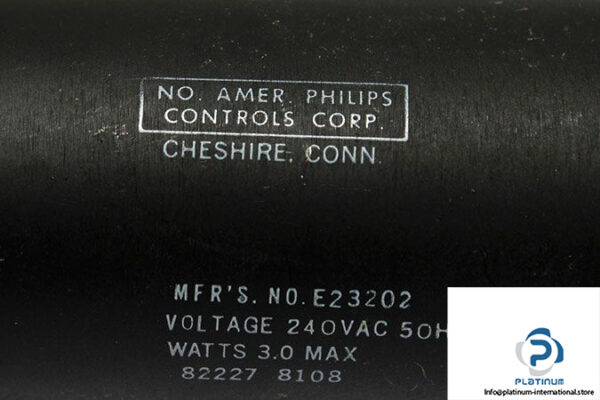 NO. AMER. PHILIPS
CONTROLS CORP.
CHESHIRE, CONN.
MFR'S. NO. E23202
VOLTAGE 240VAC 50H
WATTS 3.0 MAX
82227 8108
PLATINUM
Info@platinum-international.store